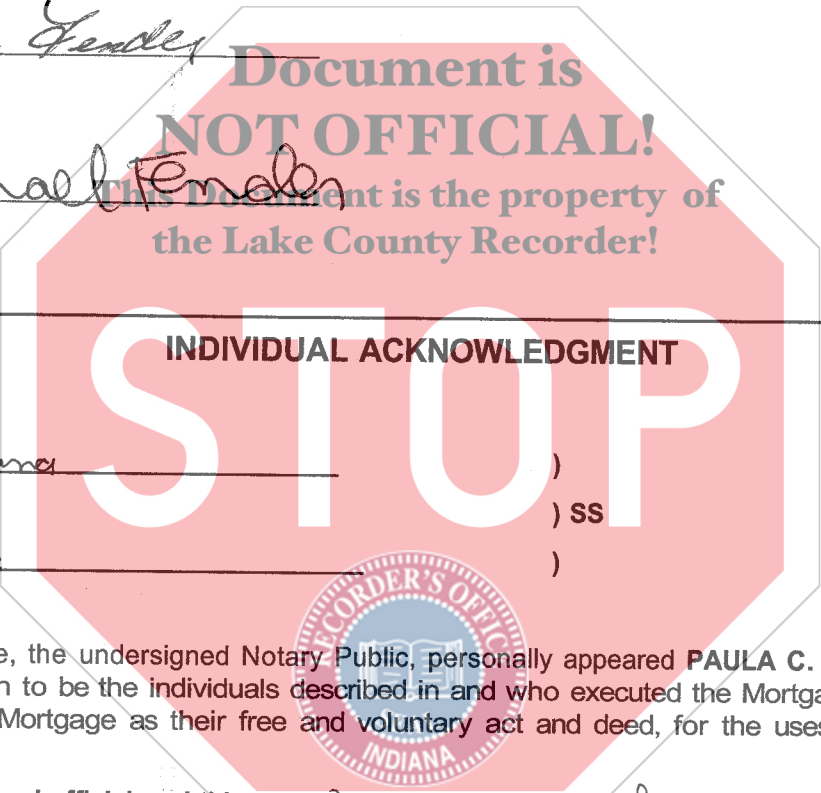 Fender
Document is
NOT OFFICIAL!
Fender
This Document is the property of
the Lake County Recorder!
STOP
INDIVIDUAL ACKNOWLEDGMENT
)
) SS
)
RECORDER'S OFFICE
INDIANA
e, the undersigned Notary Public, personally appeared PAULA C.
n to be the individuals described in and who executed the Mortga
Mortgage as their free and voluntary act and deed, for the uses